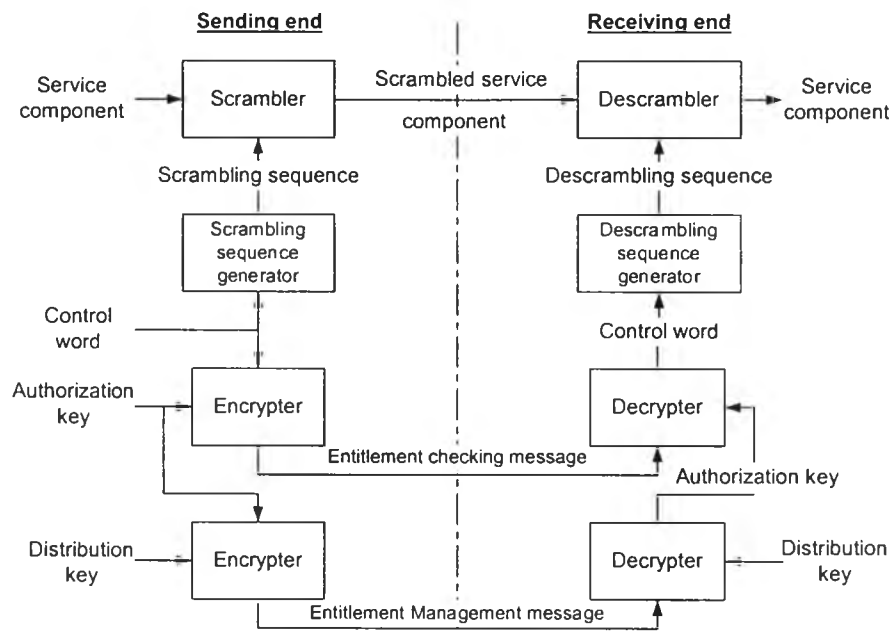 Sending end
Receiving end
Service
component
Scrambler
Scrambled service
component
Descrambler
Service
component
Scrambling sequence
Descrambling sequence
Scrambling
sequence
generator
Descrambling
sequence
generator
Control
word
Control word
Authorization
key
Encrypter
Decrypter
Entitlement checking message
Authorization key
Distribution
key
Encrypter
Decrypter
Distribution
key
Entitlement Management message